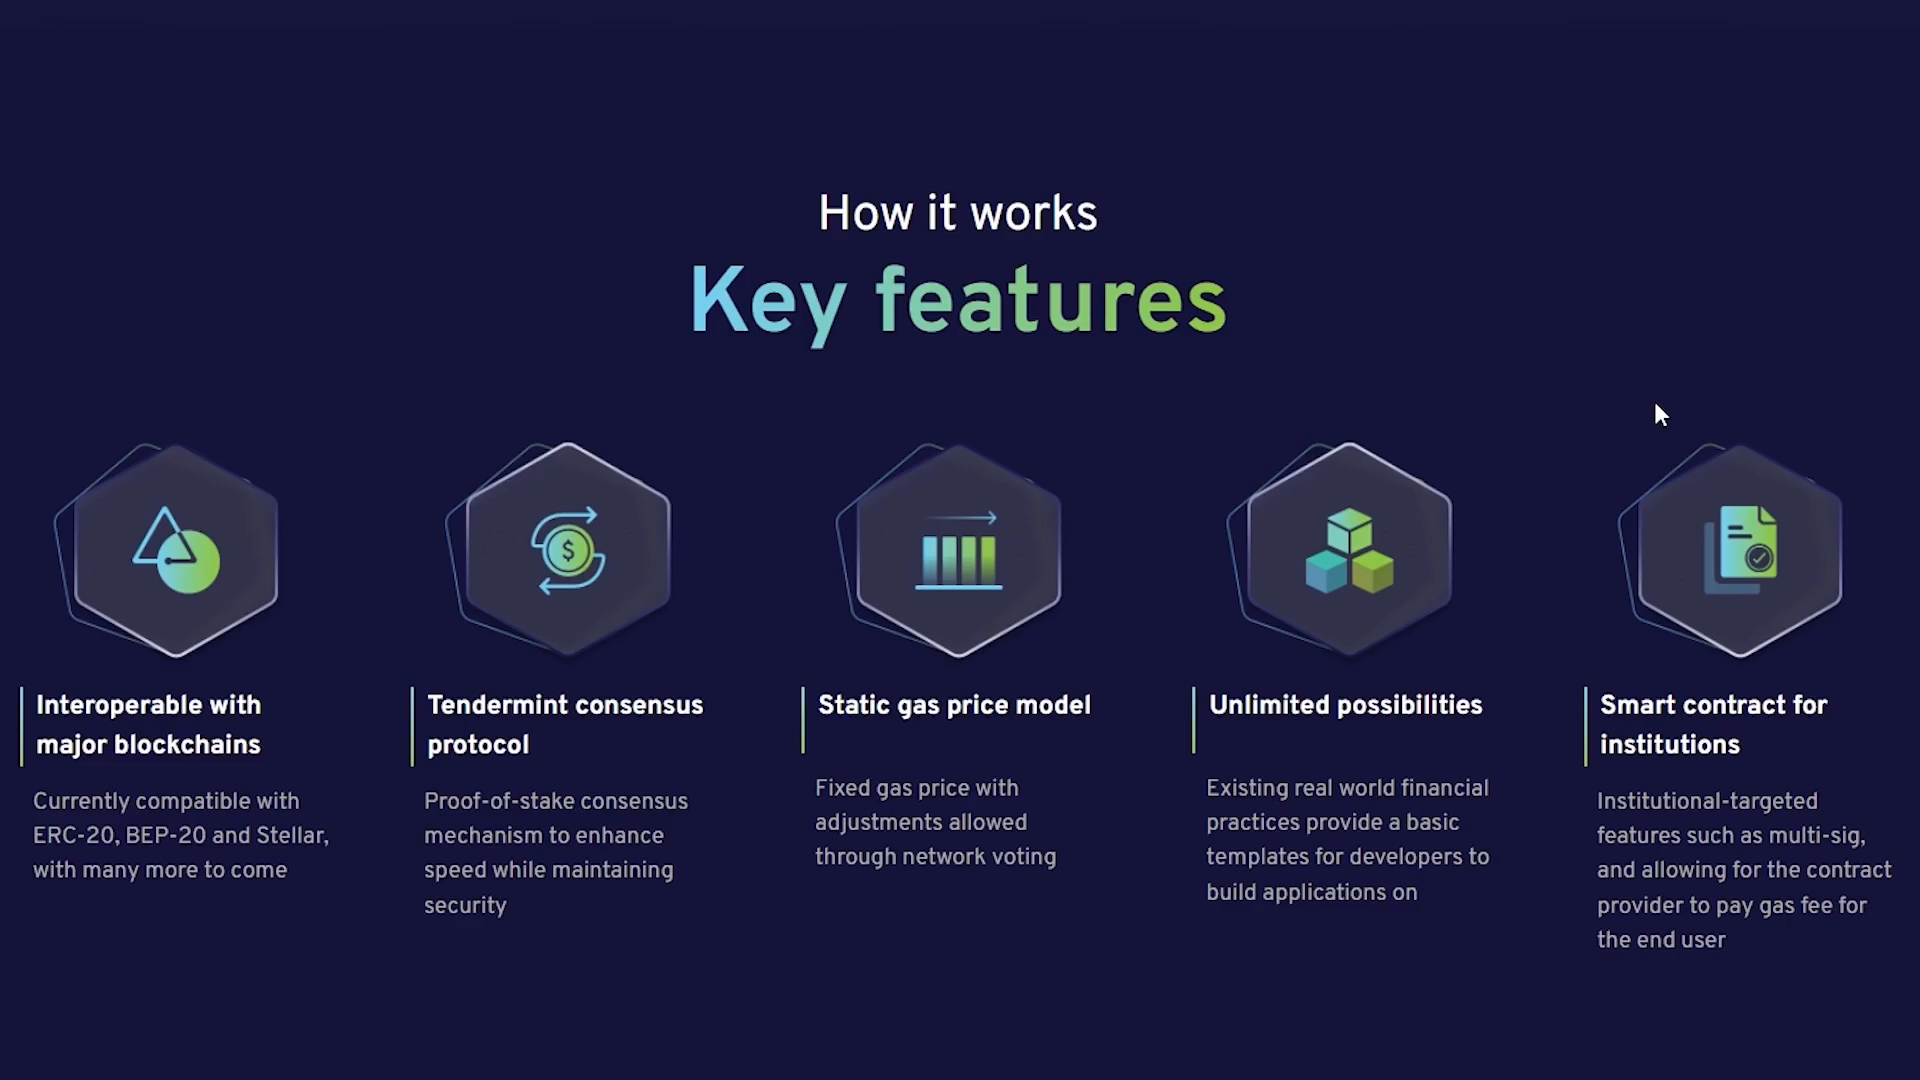 How it works
Key features
Interoperable with
major blockchains
Currently compatible with
ERC-20, BEP-20 and Stellar,
with many more to come
Tendermint consensus
protocol
Proof-of-stake consensus
mechanism to enhance
speed while maintaining
security
Static gas price model
Fixed gas price with
adjustments allowed
through network voting
Unlimited possibilities
Existing real world financial
practices provide a basic
templates for developers to
build applications on
Smart contract for
institutions
Institutional-targeted
features such as multi-sig,
and allowing for the contract
provider to pay gas fee for
the end user